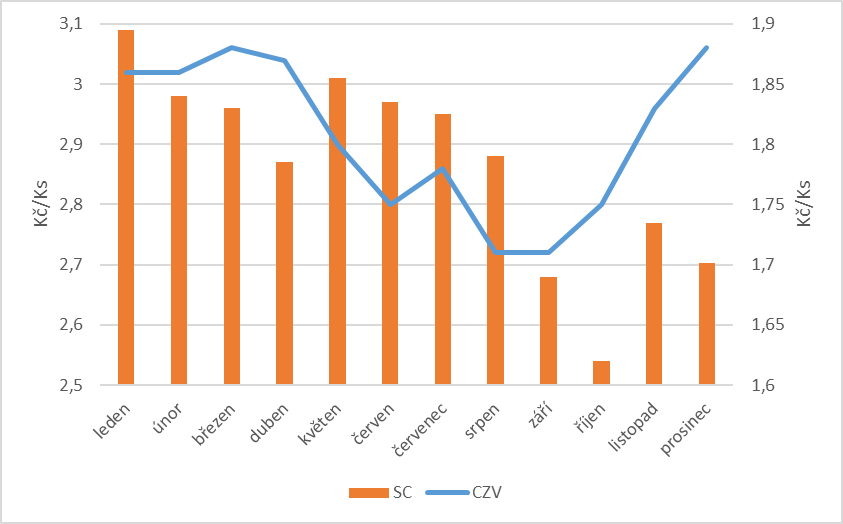 3,1
3
2,9
2,8
2,7
2,6
2,5
Kč/Ks
1,9
1,85
1,8
1,75
1,7
1,65
1,6
Kč/Ks
leden
únor
březen
duben
květen
červen
červenec
srpen
září
říjen
listopad
prosinec
SC
CZV